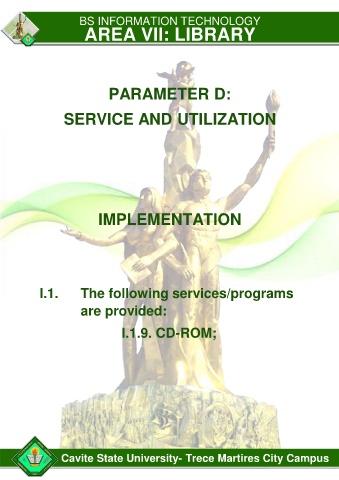 BS INFORMATION TECHNOLOGY
AREA VII: LIBRARY
PARAMETER D:
SERVICE AND UTILIZATION
IMPLEMENTATION
I.1. The following services/programs
are provided:
I.1.9. CD-ROM;
Cavite State University- Trece Martires City Campus